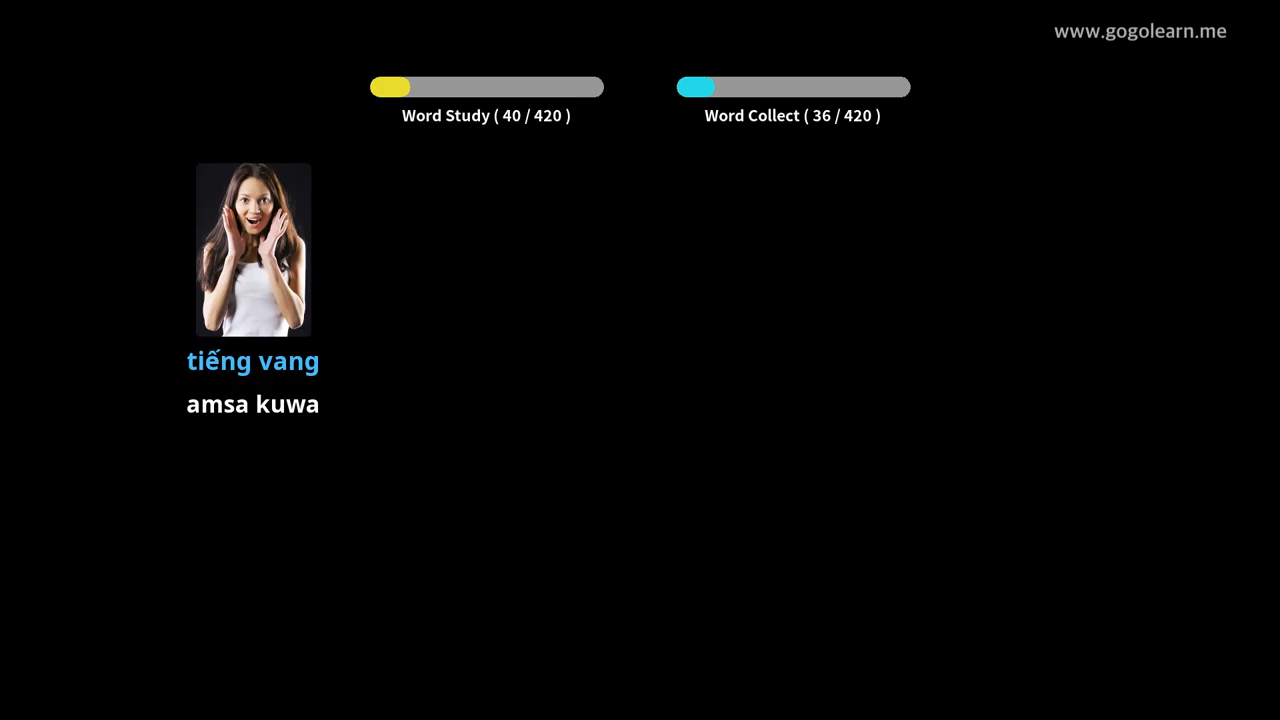 www.gogolearn.me
Word Study ( 40 / 420 )
Word Collect ( 36 / 420 )
tiếng vang
amsa kuwa